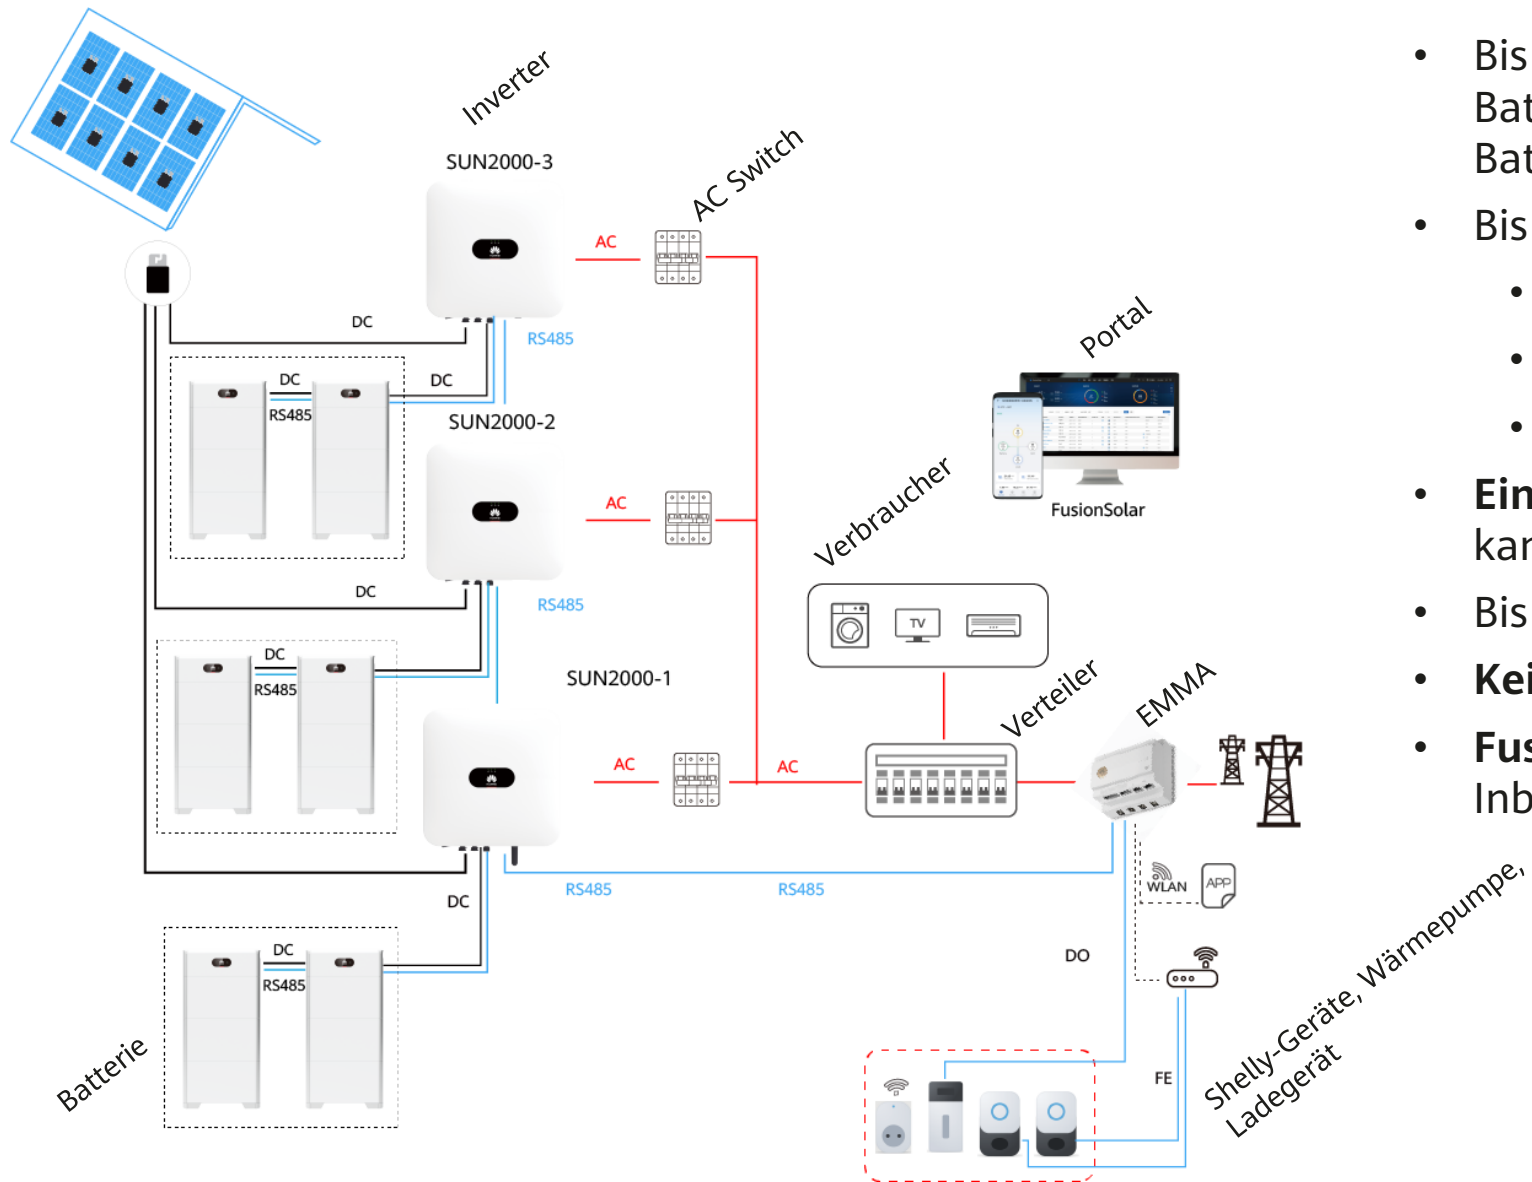 Inverter
SUN2000-3
AC Switch
AC
DC
RS485
DC
RS485
DC
SUN2000-2
AC
DC
RS485
DC
RS485
SUN2000-1
AC
AC
DC
RS485
RS485
DC
RS485
Batterie
Portal
FusionSolar
Verbraucher
TV
Verteiler
EMMA
WLAN
APP
DO
FE
Shelly-Geräte, Wärmepumpe,
Ladegerät
• Bis
Bat
Bat
• Bis
•
•
•
• Ein
kan
• Bis
• Kei
• Fus
Inb